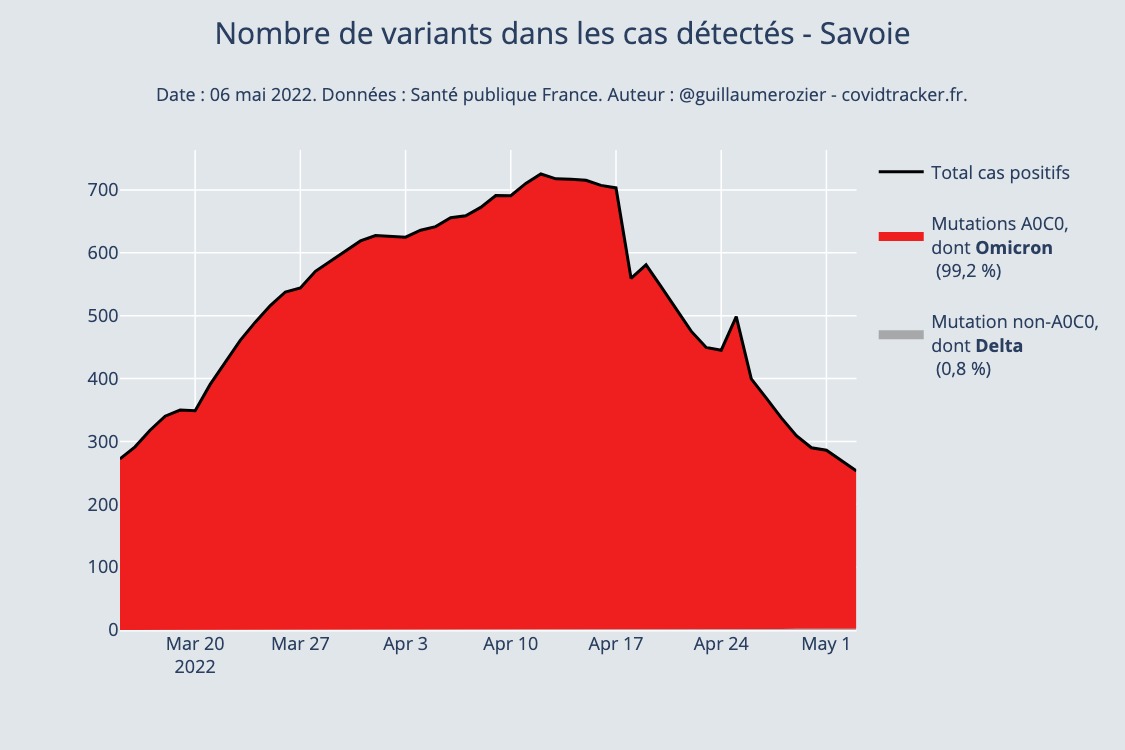 Nombre de variants dans les cas détectés - Savoie
Date : 06 mai 2022. Données : Santé publique France. Auteur : @guillaumerozier - covidtracker.fr.
Total cas positifs
Mutations A0C0,
dont Omicron
(99,2 %)
Mutation non-A0C0,
dont Delta
(0,8 %)
700
600
500
400
300
200
100
0
Mar 20
2022
Mar 27
Apr 3
Apr 10
Apr 17
Apr 24
May 1